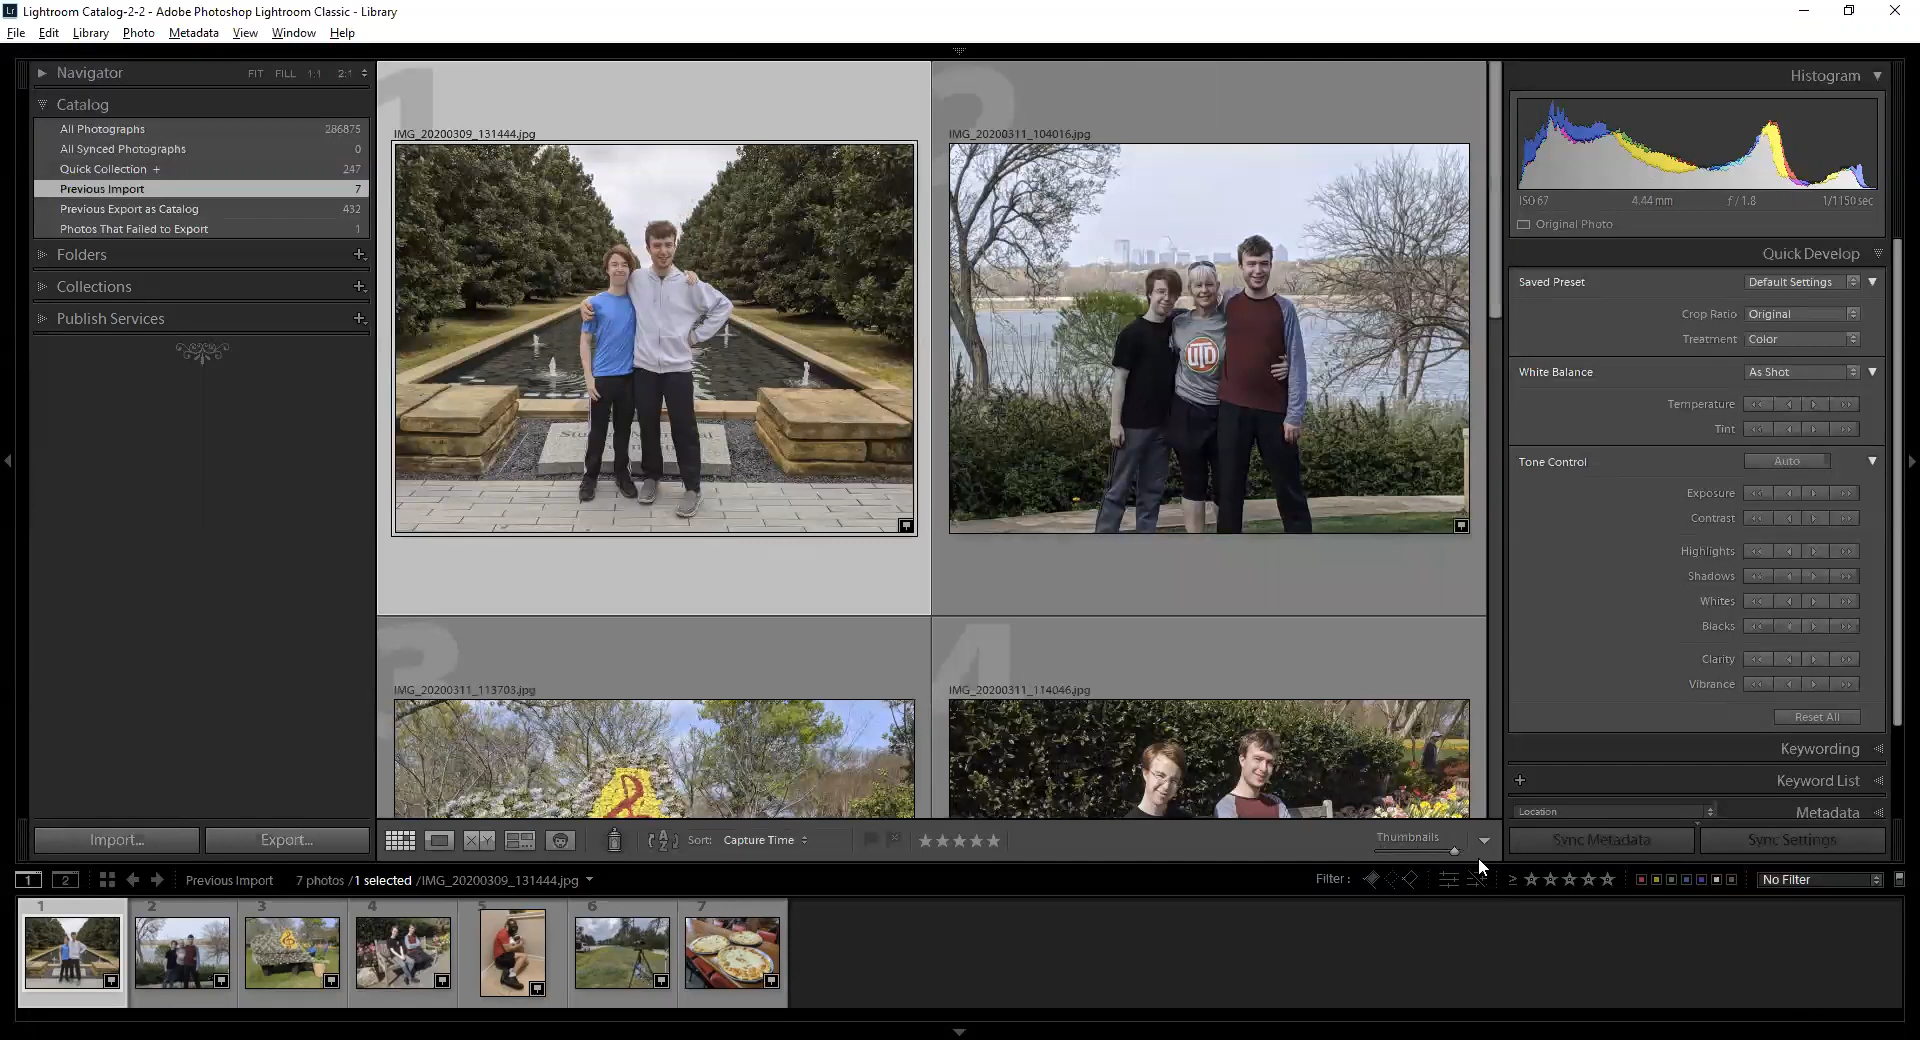 Lr Lightroom Catalog-2-2 - Adobe Photoshop Lightroom Classic - Library
File Edit Library Photo Metadata View Window Help
Navigator FIT FILL 1:1 2:1
Catalog
All Photographs 286875
All Synced Photographs 0
Quick Collection + 247
Previous Import 7
Previous Export as Catalog 432
Photos That Failed to Export 1
Folders
Collections
Publish Services
Import...
Export...
1
IMG_20200309_131444.jpg
2
IMG_20200311_104016.jpg
UTD
3
IMG_20200311_113703.jpg
4
IMG_20200311_114046.jpg
Sort: Capture Time
Thumbnails
Histogram
ISO 67 4.44 mm f / 1.8 1/1150 sec
Original Photo
Quick Develop
Saved Preset Default Settings
Crop Ratio Original
Treatment Color
White Balance As Shot
Temperature
Tint
Tone Control Auto
Exposure
Contrast
Highlights
Shadows
Whites
Blacks
Clarity
Vibrance
Reset All
Keywording
Keyword List
Location Metadata
Sync Metadata Sync Settings
1 2 Previous Import 7 photos / 1 selected / IMG_20200309_131444.jpg Filter : No Filter
1 2 3 4 5 6 7